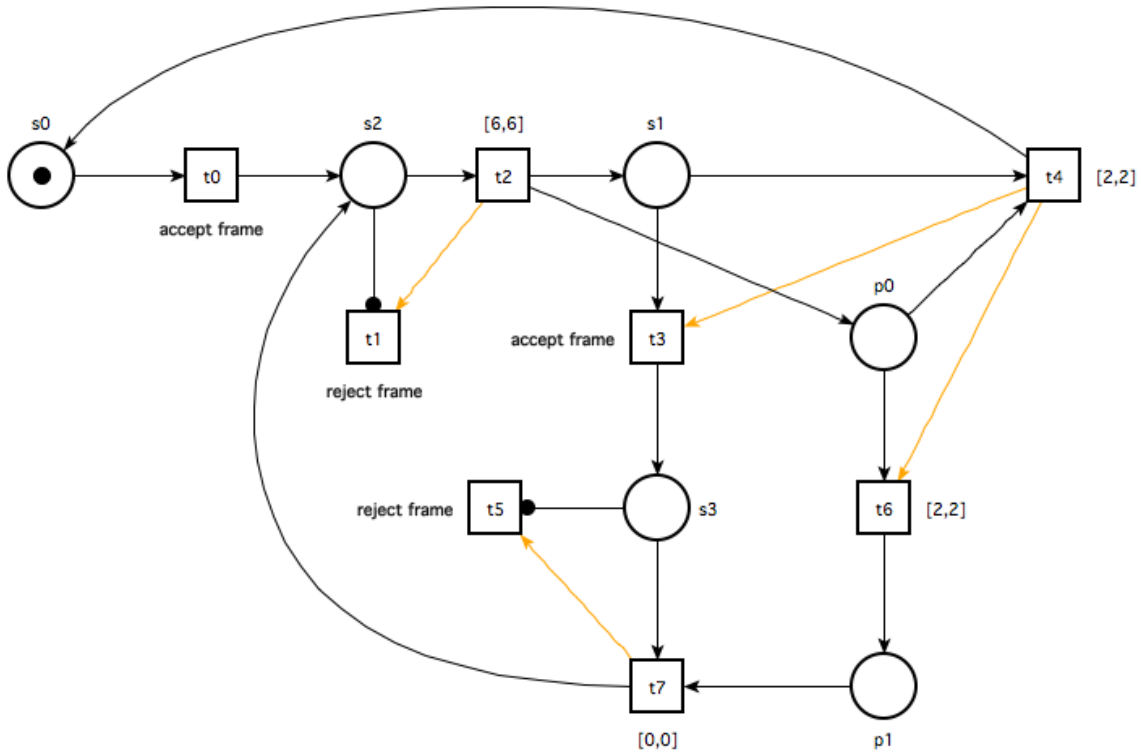 s0
s2
[6,6]
s1
t0
t2
t4
[2,2]
accept frame
p0
t1
accept frame
t3
reject frame
reject frame
t5
s3
t6
[2,2]
t7
[0,0]
p1